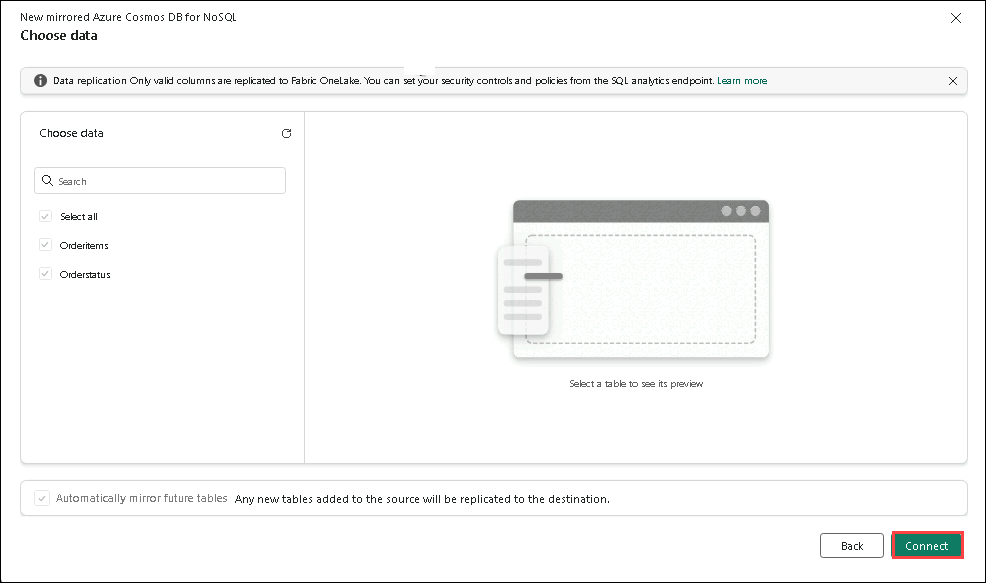 New mirrored Azure Cosmos DB for NoSQL
Choose data
Data replication Only valid columns are replicated to Fabric OneLake. You can set your security controls and policies from the SQL analytics endpoint. Learn more
Choose data
Search
Select all
Orderitems
Orderstatus
Select a table to see its preview
Automatically mirror future tables Any new tables added to the source will be replicated to the destination.
Back
Connect